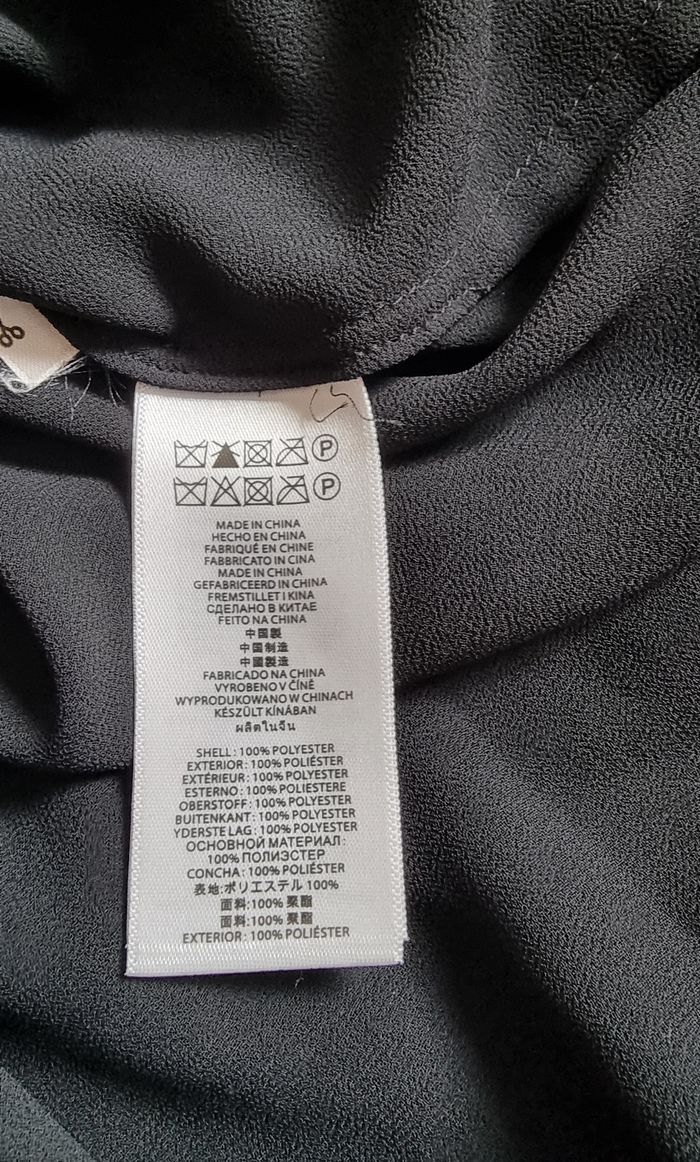 P
P
MADE IN CHINA
HECHO EN CHINA
FABRIQUÉ EN CHINE
FABBRICATO IN CINA
MADE IN CHINA
GEFABRICEERD IN CHINA
FREMSTILLET I KINA
СДЕЛАНО В КИТАЕ
FEITO NA CHINA
中国製
中国制造
中國製造
FABRICADO NA CHINA
VYROBENO V ČÍNĚ
WYPRODUKOWANO W CHINACH
KÉSZÜLT KÍNÁBAN
ผลิตในจีน
SHELL : 100% POLYESTER
EXTERIOR : 100% POLIÉSTER
EXTÉRIEUR : 100% POLYESTER
ESTERNO : 100% POLIESTERE
OBERSTOFF : 100% POLYESTER
BUITENKANT : 100% POLYESTER
YDERSTE LAG : 100% POLYESTER
ОСНОВНОЙ МАТЕРИАЛ :
100% ПОЛИЭСТЕР
CONCHA : 100% POLIÉSTER
表地:ポリエステル 100%
面料:100% 聚酯
面料:100% 聚酯
EXTERIOR : 100% POLIÉSTER